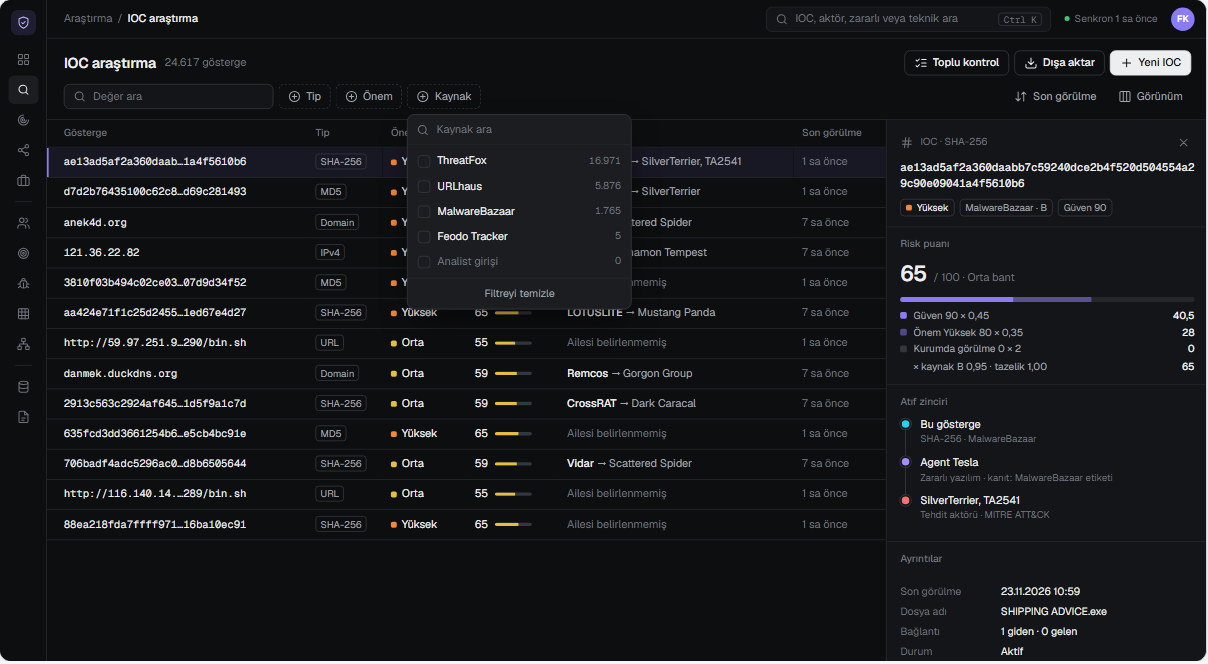 Araştırma / IOC araştırma
IOC, aktör, zararlı veya teknik ara Ctrl K
Senkron 1 sa önce
FK
IOC araştırma 24.617 gösterge
Toplu kontrol
Dışa aktar
Yeni IOC
Değer ara
Tip
Önem
Kaynak
Son görülme
Görünüm
Gösterge Tip Son görülme
ae13ad5af2a360daab…1a4f5610b6 SHA-256 → SilverTerrier, TA2541 1 sa önce
d7d2b76435100c62c8…d69c281493 MD5 → SilverTerrier 1 sa önce
anek4d.org Domain tered Spider 7 sa önce
121.36.22.82 IPv4 amon Tempest 7 sa önce
3810f03b494c02ce03…07d9d34f52 MD5 nmemiş 1 sa önce
aa424e71f1c25d2455…1ed67e4d27 SHA-256 Yüksek 65 LOTUSLITE → Mustang Panda 7 sa önce
http://59.97.251.9…290/bin.sh URL Orta 55 Ailesi belirlenmemiş 1 sa önce
danmek.duckdns.org Domain Orta 59 Remcos → Gorgon Group 7 sa önce
2913c563c2924af645…1d5f9a1c7d SHA-256 Orta 59 CrossRAT → Dark Caracal 7 sa önce
635fcd3dd3661254b6…e5cb4bc91e MD5 Yüksek 65 Ailesi belirlenmemiş 1 sa önce
706badf4adc5296ac0…d8b6505644 SHA-256 Orta 59 Vidar → Scattered Spider 7 sa önce
http://116.140.14.…289/bin.sh URL Orta 55 Ailesi belirlenmemiş 1 sa önce
88ea218fda7ffff971…16ba10ec91 SHA-256 Yüksek 65 Ailesi belirlenmemiş 1 sa önce
Kaynak ara
ThreatFox 16.971
URLhaus 5.876
MalwareBazaar 1.765
Feodo Tracker 5
Analist girişi 0
Filtreyi temizle
IOC · SHA-256
ae13ad5af2a360daabb7c59240dce2b4f520d504554a2
9c90e09041a4f5610b6
Yüksek
MalwareBazaar · B
Güven 90
Risk puanı
65 / 100 · Orta bant
Güven 90 × 0,45 40,5
Önem Yüksek 80 × 0,35 28
Kurumda görülme 0 × 2 0
× kaynak B 0,95 · tazelik 1,00 65
Atıf zinciri
Bu gösterge
SHA-256 · MalwareBazaar
Agent Tesla
Zararlı yazılım · kanıt: MalwareBazaar etiketi
SilverTerrier, TA2541
Tehdit aktörü · MITRE ATT&CK
Ayrıntılar
Son görülme 23.11.2026 10:59
Dosya adı SHIPPING ADVICE.exe
Bağlantı 1 giden · 0 gelen
Durum Aktif